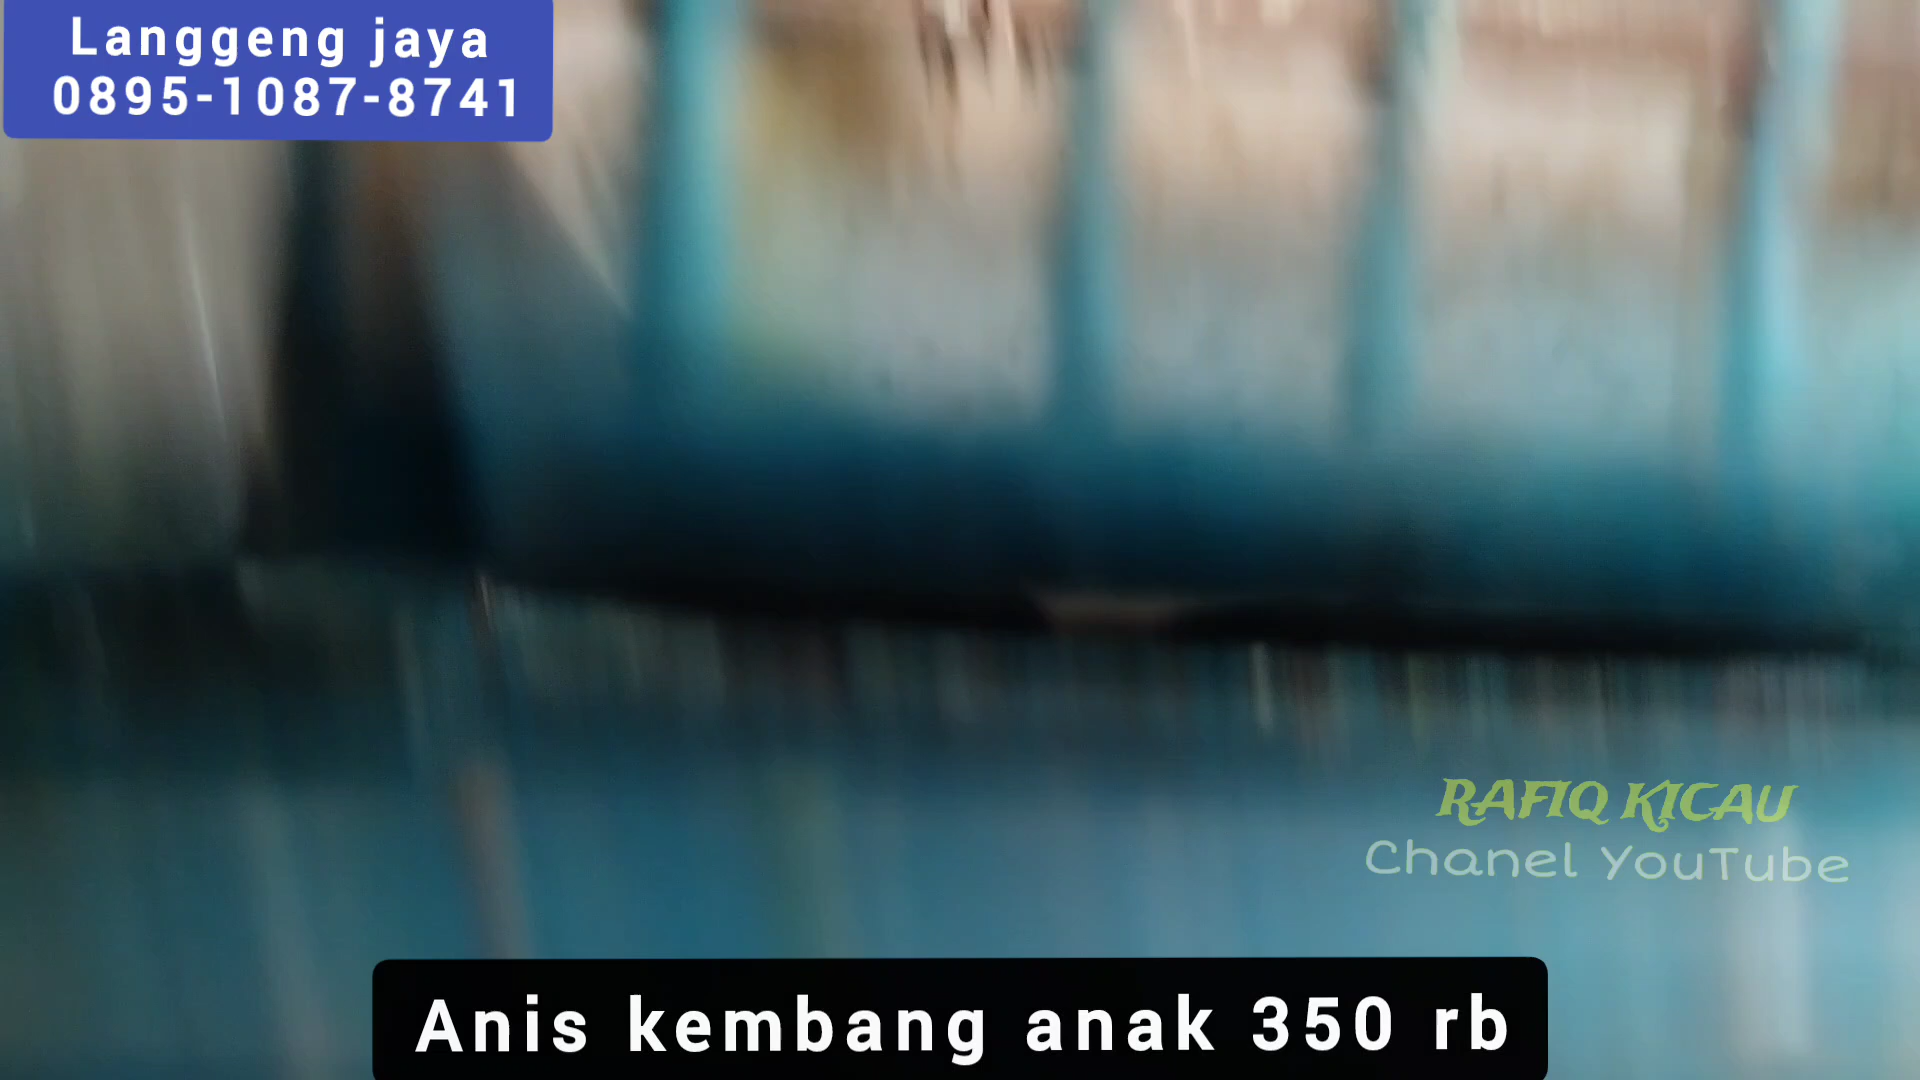 Langgeng jaya
0895-1087-8741
RAFIQ KICAU
Chanel YouTube
Anis kembang anak 350 rb